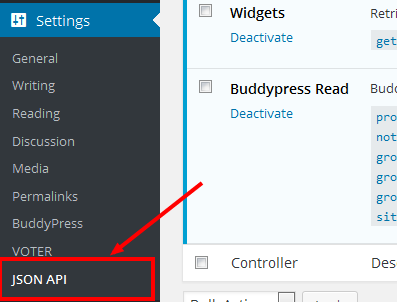 Settings
General
Writing
Reading
Discussion
Media
Permalinks
BuddyPress
VOTER
JSON API
Widgets
Deactivate
Retri
get
Buddypress Read
Deactivate
Budd
pro
not
gro
gro
gro
sit
Controller
Des